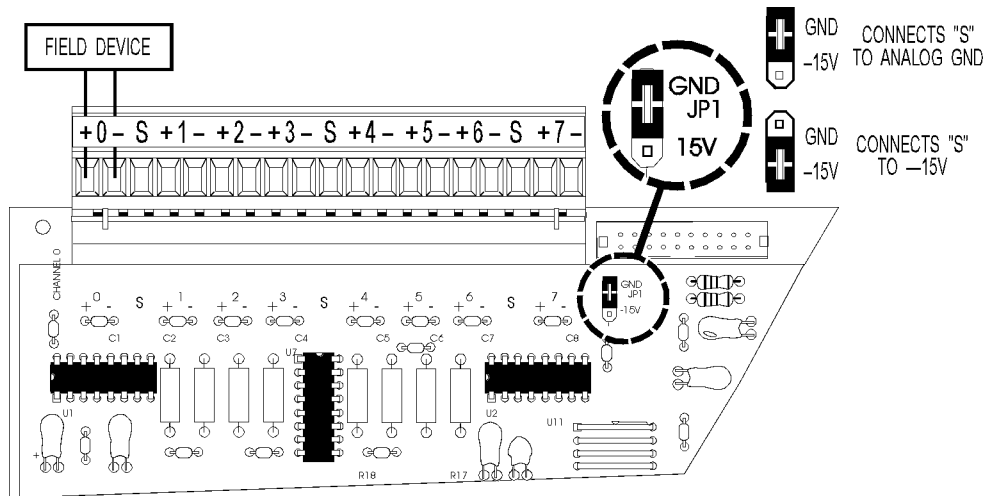 FIELD DEVICE
+0- S +1- +2- +3- S +4- +5- +6- S +7-
GND
JP1
15V
GND
-15V
CONNECTS "S"
TO ANALOG GND
GND
-15V
CONNECTS "S"
TO —15V
CHANNEL 0
0 S 1 2 3 S 4 5 6 S 7
+ - + - + - + - + - + - + - + -
GND
JP1
-15V
C1 C2 C3 C4 C5 C6 C7 C8
U7
U1
U2
U11
+
R18
R17